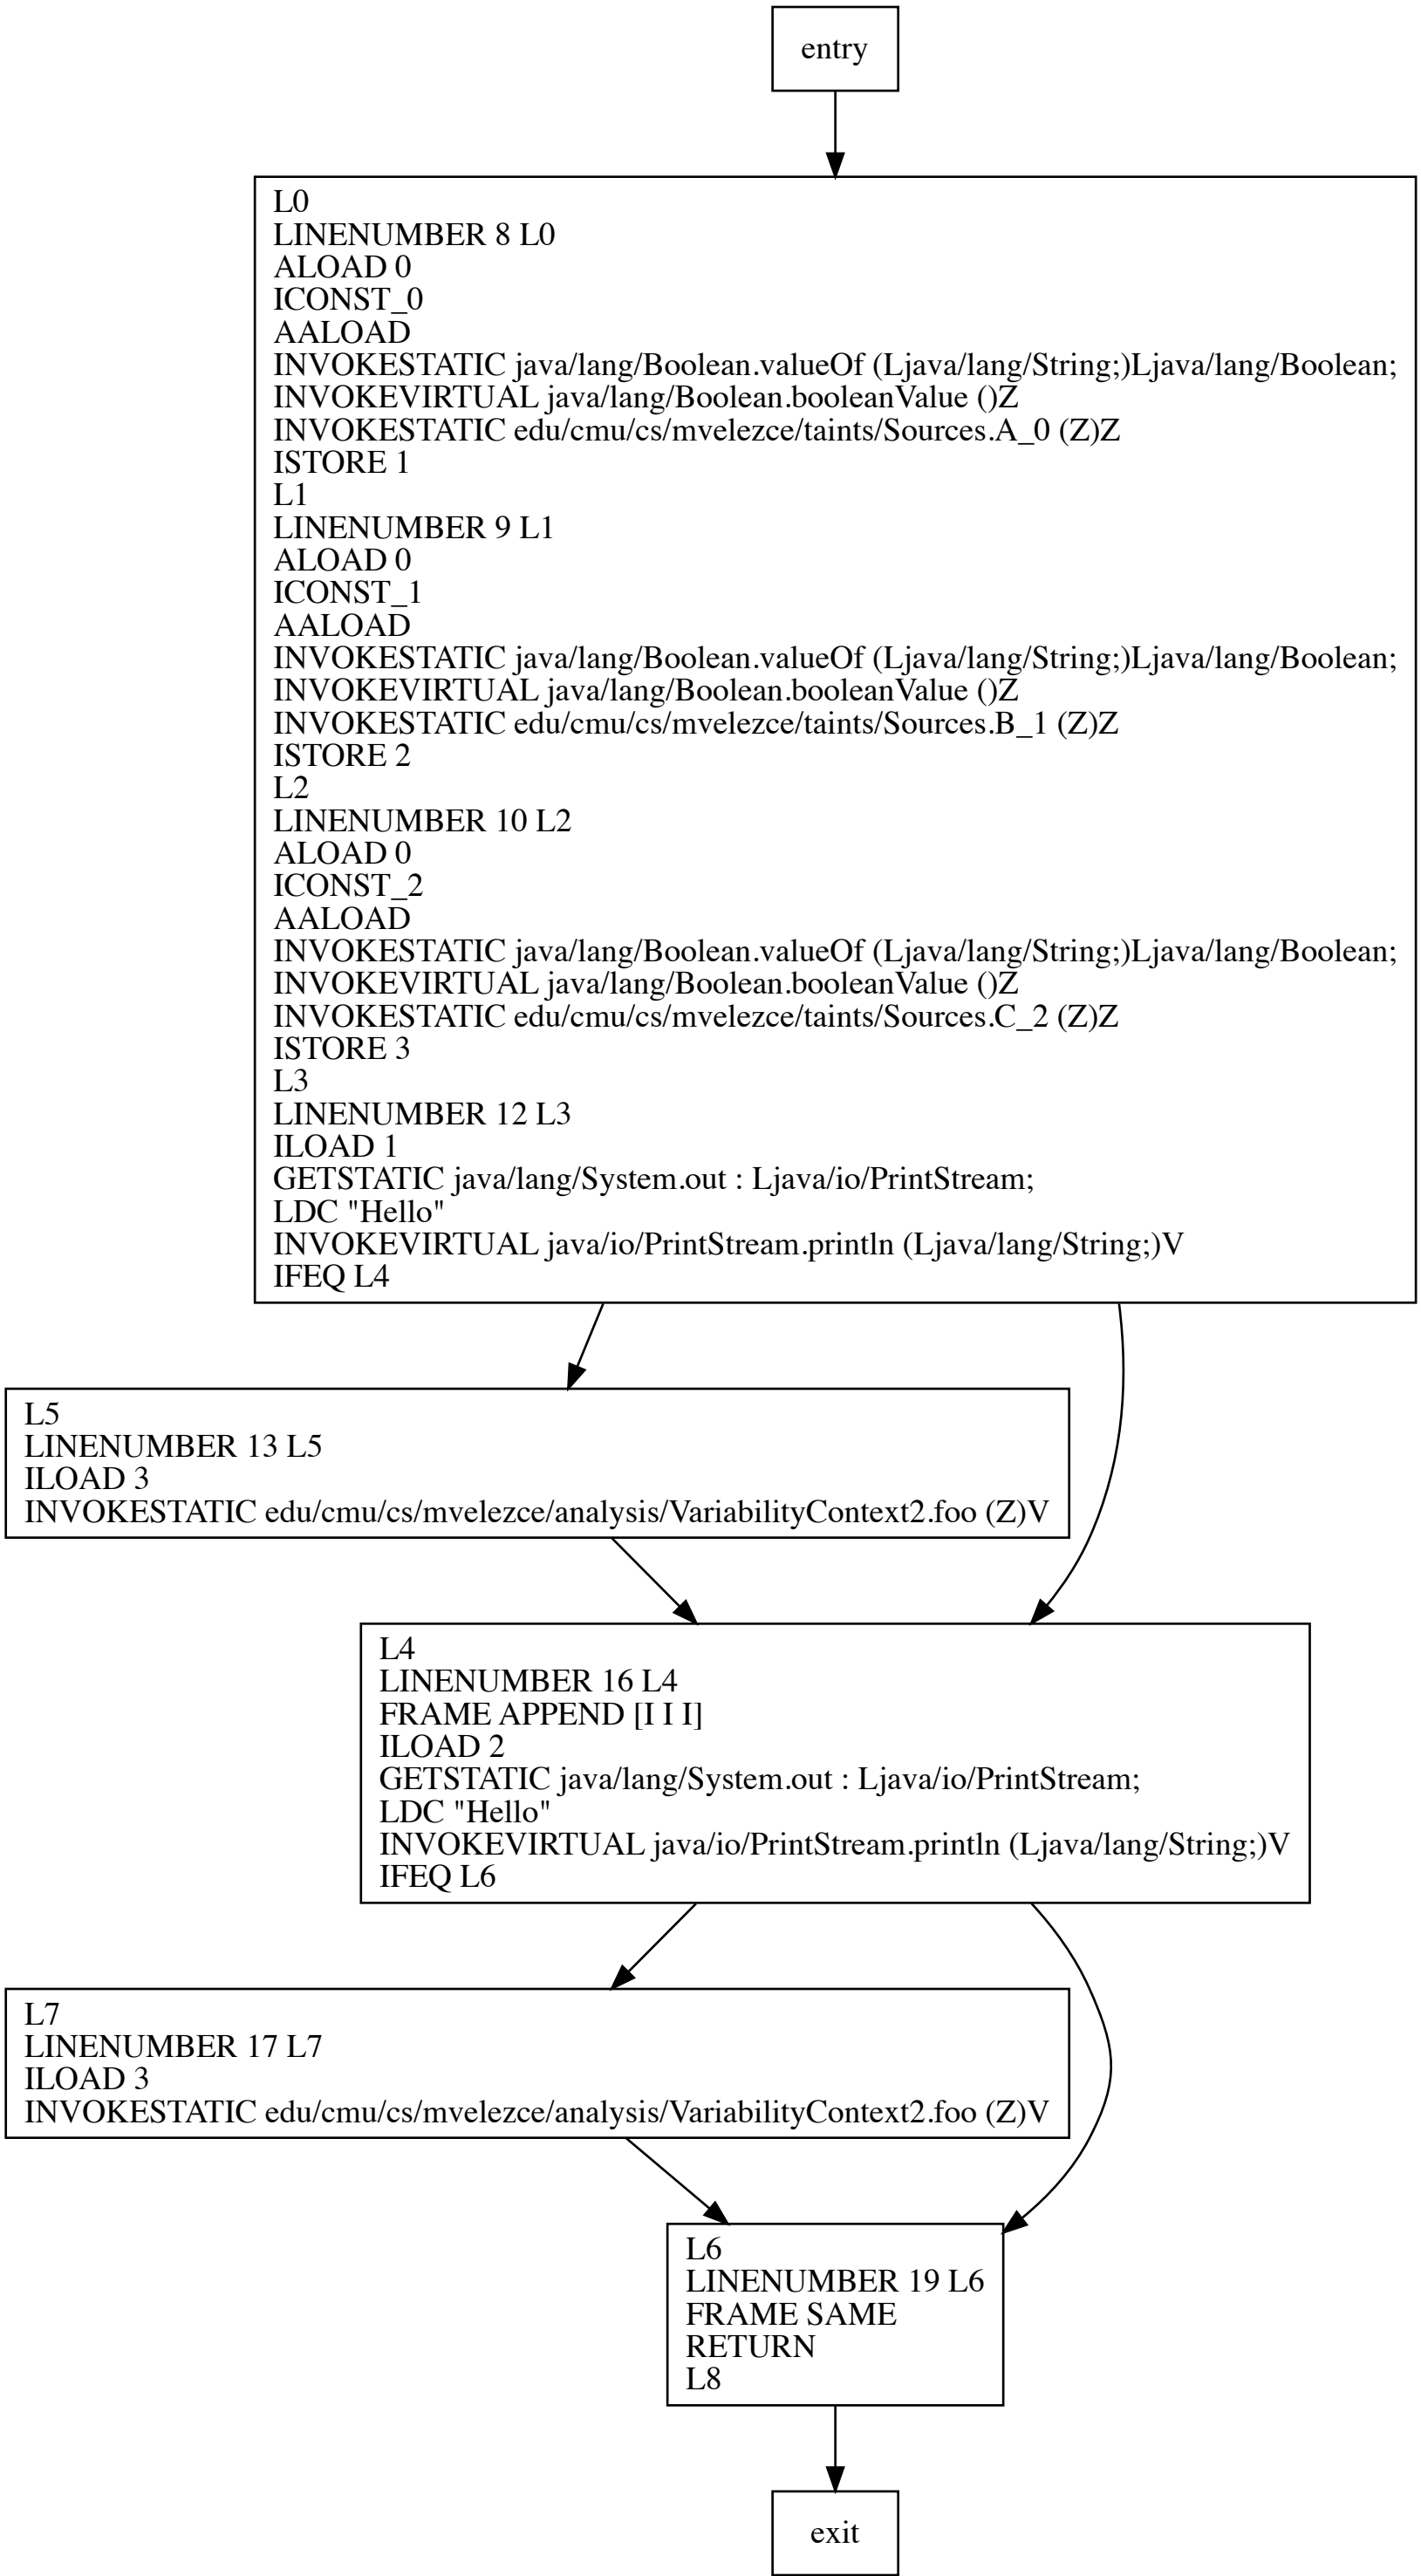 entry
L0
LINENUMBER 8 L0
ALOAD 0
ICONST_0
AALOAD
INVOKESTATIC java/lang/Boolean.valueOf (Ljava/lang/String;)Ljava/lang/Boolean;
INVOKEVIRTUAL java/lang/Boolean.booleanValue ()Z
INVOKESTATIC edu/cmu/cs/mvelezce/taints/Sources.A_0 (Z)Z
ISTORE 1
L1
LINENUMBER 9 L1
ALOAD 0
ICONST_1
AALOAD
INVOKESTATIC java/lang/Boolean.valueOf (Ljava/lang/String;)Ljava/lang/Boolean;
INVOKEVIRTUAL java/lang/Boolean.booleanValue ()Z
INVOKESTATIC edu/cmu/cs/mvelezce/taints/Sources.B_1 (Z)Z
ISTORE 2
L2
LINENUMBER 10 L2
ALOAD 0
ICONST_2
AALOAD
INVOKESTATIC java/lang/Boolean.valueOf (Ljava/lang/String;)Ljava/lang/Boolean;
INVOKEVIRTUAL java/lang/Boolean.booleanValue ()Z
INVOKESTATIC edu/cmu/cs/mvelezce/taints/Sources.C_2 (Z)Z
ISTORE 3
L3
LINENUMBER 12 L3
ILOAD 1
GETSTATIC java/lang/System.out : Ljava/io/PrintStream;
LDC "Hello"
INVOKEVIRTUAL java/io/PrintStream.println (Ljava/lang/String;)V
IFEQ L4
L5
LINENUMBER 13 L5
ILOAD 3
INVOKESTATIC edu/cmu/cs/mvelezce/analysis/VariabilityContext2.foo (Z)V
L4
LINENUMBER 16 L4
FRAME APPEND [I I I]
ILOAD 2
GETSTATIC java/lang/System.out : Ljava/io/PrintStream;
LDC "Hello"
INVOKEVIRTUAL java/io/PrintStream.println (Ljava/lang/String;)V
IFEQ L6
L7
LINENUMBER 17 L7
ILOAD 3
INVOKESTATIC edu/cmu/cs/mvelezce/analysis/VariabilityContext2.foo (Z)V
L6
LINENUMBER 19 L6
FRAME SAME
RETURN
L8
exit